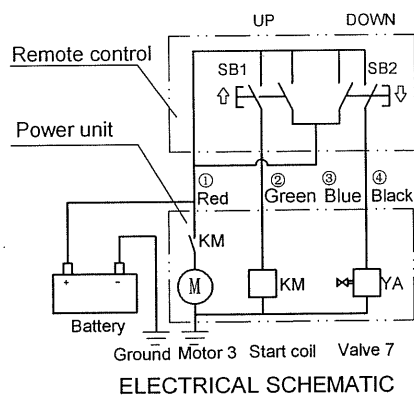 UP DOWN
Remote control
SB1 SB2
Power unit
① ② ③ ④
Red Green Blue Black
KM
+ - M KM YA
Battery
Ground Motor 3 Start coil Valve 7
ELECTRICAL SCHEMATIC